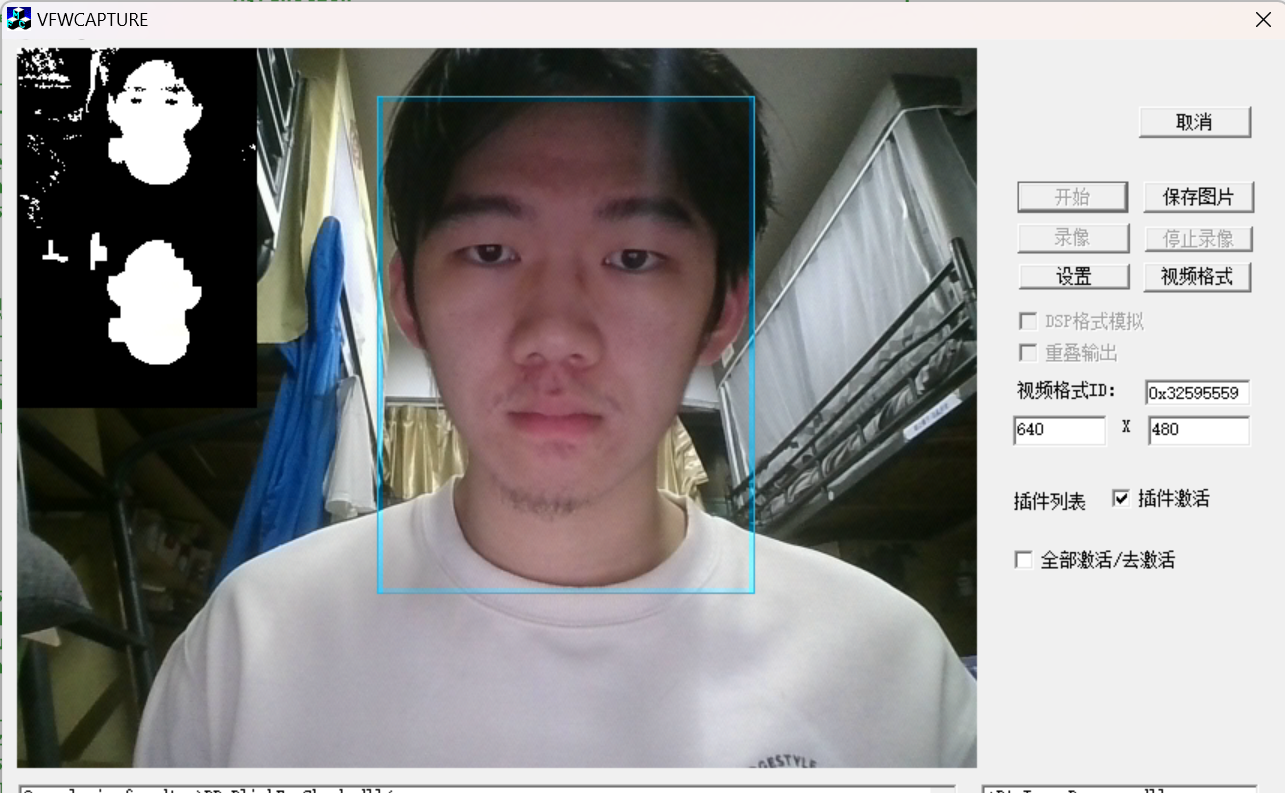 VFWCAPTURE
取消
开始
保存图片
录像
停止录像
设置
视频格式
DSP格式模拟
重叠输出
视频格式ID:
0x32595559
640
X
480
插件列表
插件激活
全部激活/去激活
GESTYLE